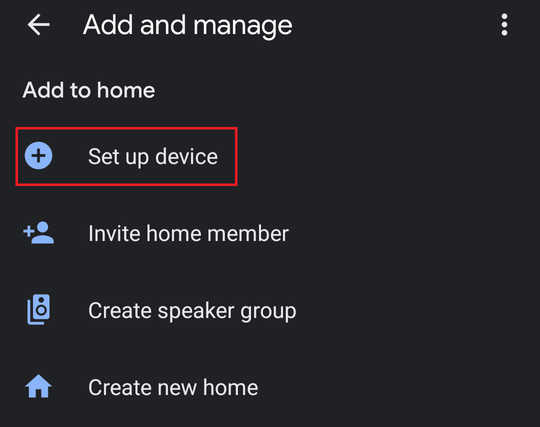 Add and manage
Add to home
Set up device
Invite home member
Create speaker group
Create new home